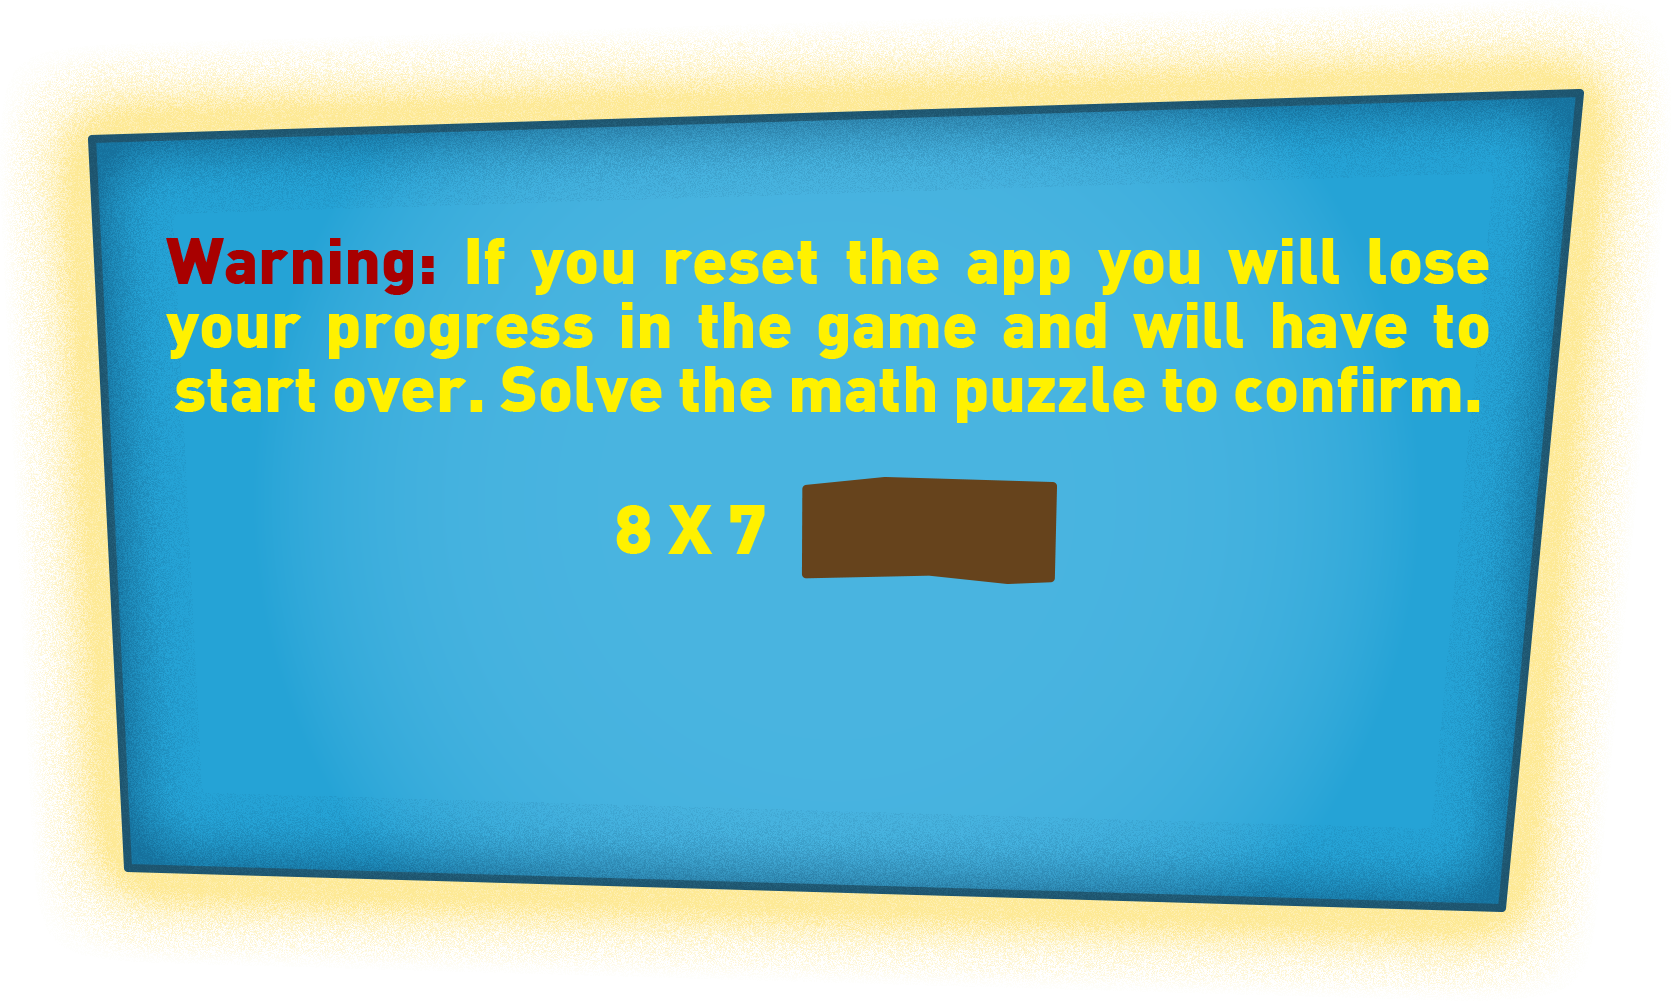 Warning: If you reset the app you will lose
your progress in the game and will have to
start over. Solve the math puzzle to confirm.
8 X 7